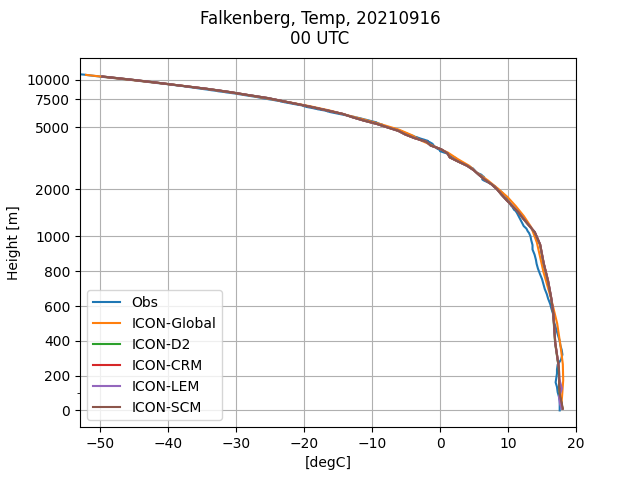 Falkenberg, Temp, 20210916
00 UTC
10000
7500
5000
2000
1000
800
600
400
200
0
Height [m]
Obs
ICON-Global
ICON-D2
ICON-CRM
ICON-LEM
ICON-SCM
−50
−40
−30
−20
−10
0
10
20
[degC]